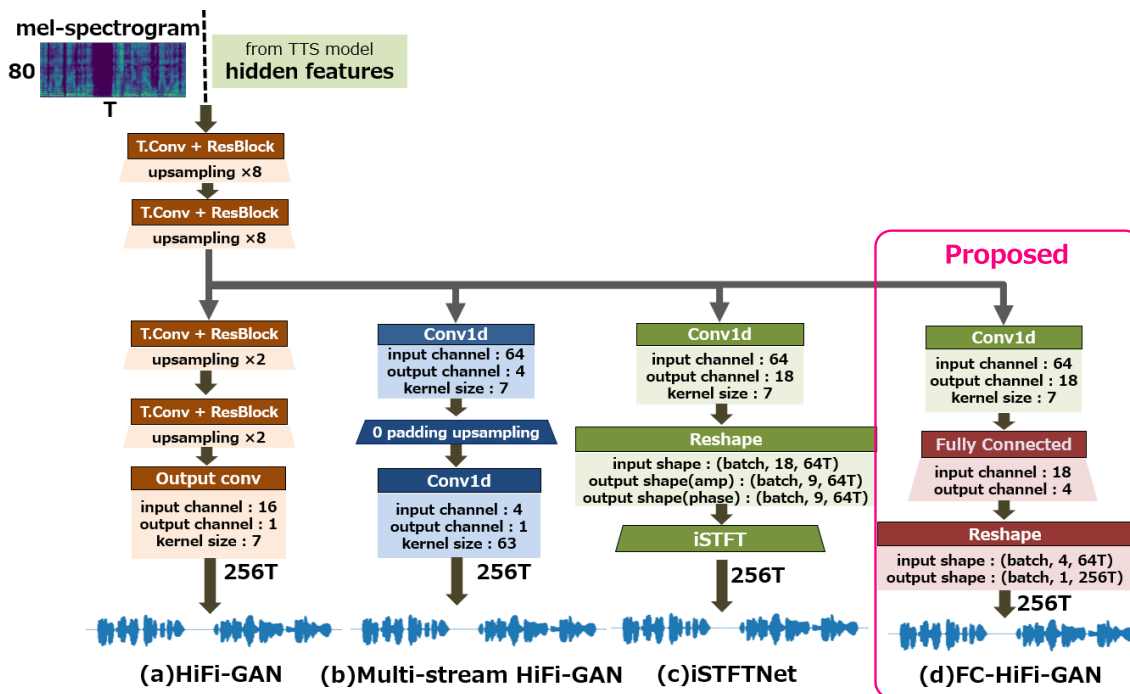 mel-spectrogram
80
T
from TTS model
hidden features
T.Conv + ResBlock
upsampling ×8
T.Conv + ResBlock
upsampling ×8
T.Conv + ResBlock
upsampling ×2
T.Conv + ResBlock
upsampling ×2
Output conv
input channel : 16
output channel : 1
kernel size : 7
256T
(a)HiFi-GAN
Conv1d
input channel : 64
output channel : 4
kernel size : 7
0 padding upsampling
Conv1d
input channel : 4
output channel : 1
kernel size : 63
256T
(b)Multi-stream HiFi-GAN
Conv1d
input channel : 64
output channel : 18
kernel size : 7
Reshape
input shape : (batch, 18, 64T)
output shape(amp) : (batch, 9, 64T)
output shape(phase) : (batch, 9, 64T)
iSTFT
256T
(c)iSTFTNet
Proposed
Conv1d
input channel : 64
output channel : 18
kernel size : 7
Fully Connected
input channel : 18
output channel : 4
Reshape
input shape : (batch, 4, 64T)
output shape : (batch, 1, 256T)
256T
(d)FC-HiFi-GAN